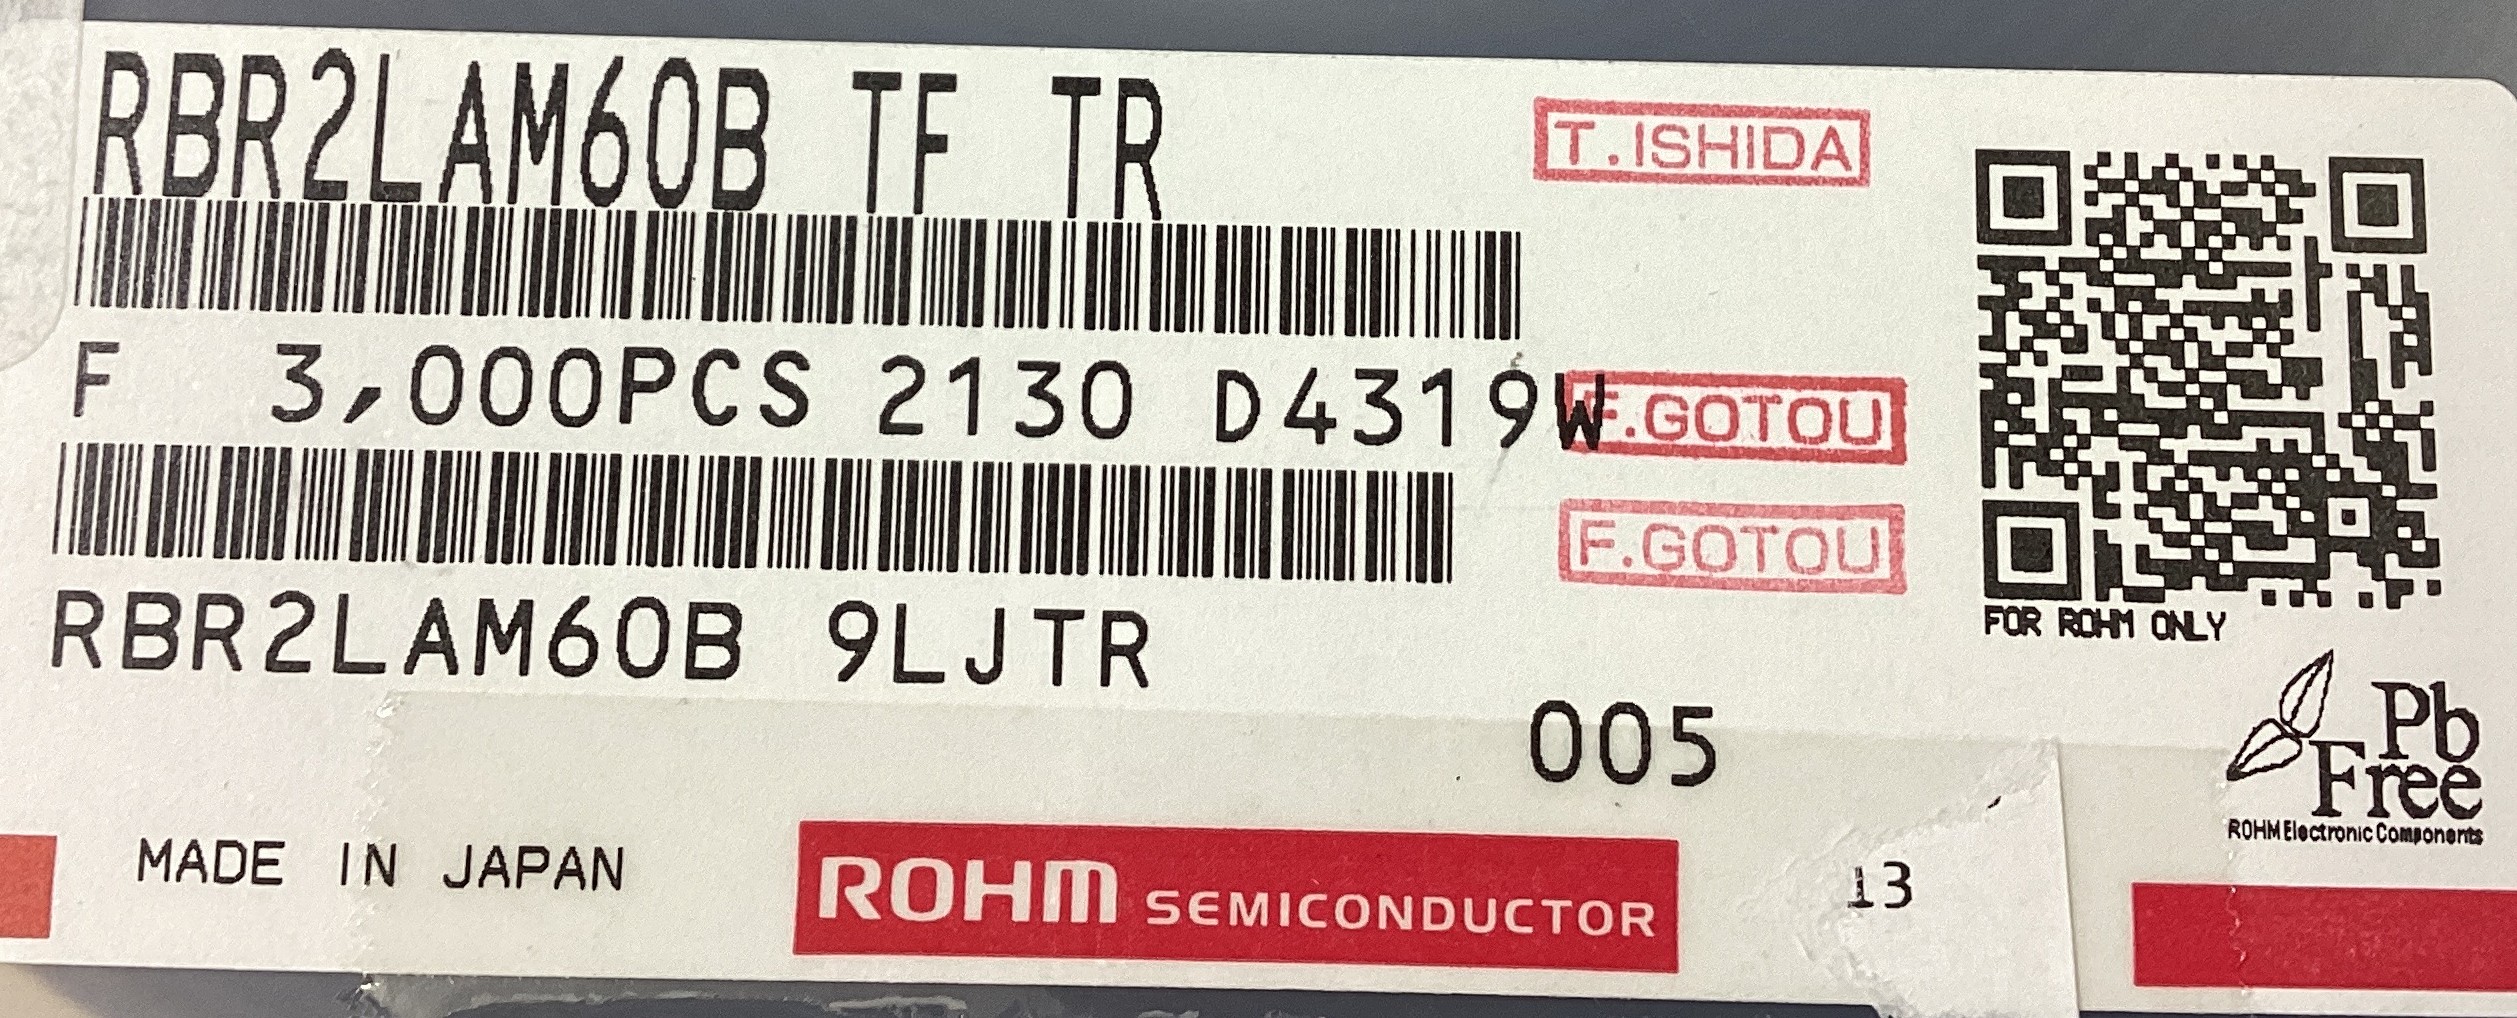 RBR2LAM60B TF TR
T.ISHIDA
F 3,000PCS 2130 D4319W
F.GOTOU
F.GOTOU
RBR2LAM60B 9LJTR
FOR ROHM ONLY
005
Pb
Free
ROHM Electronic Components
MADE IN JAPAN
ROHM SEMICONDUCTOR
13